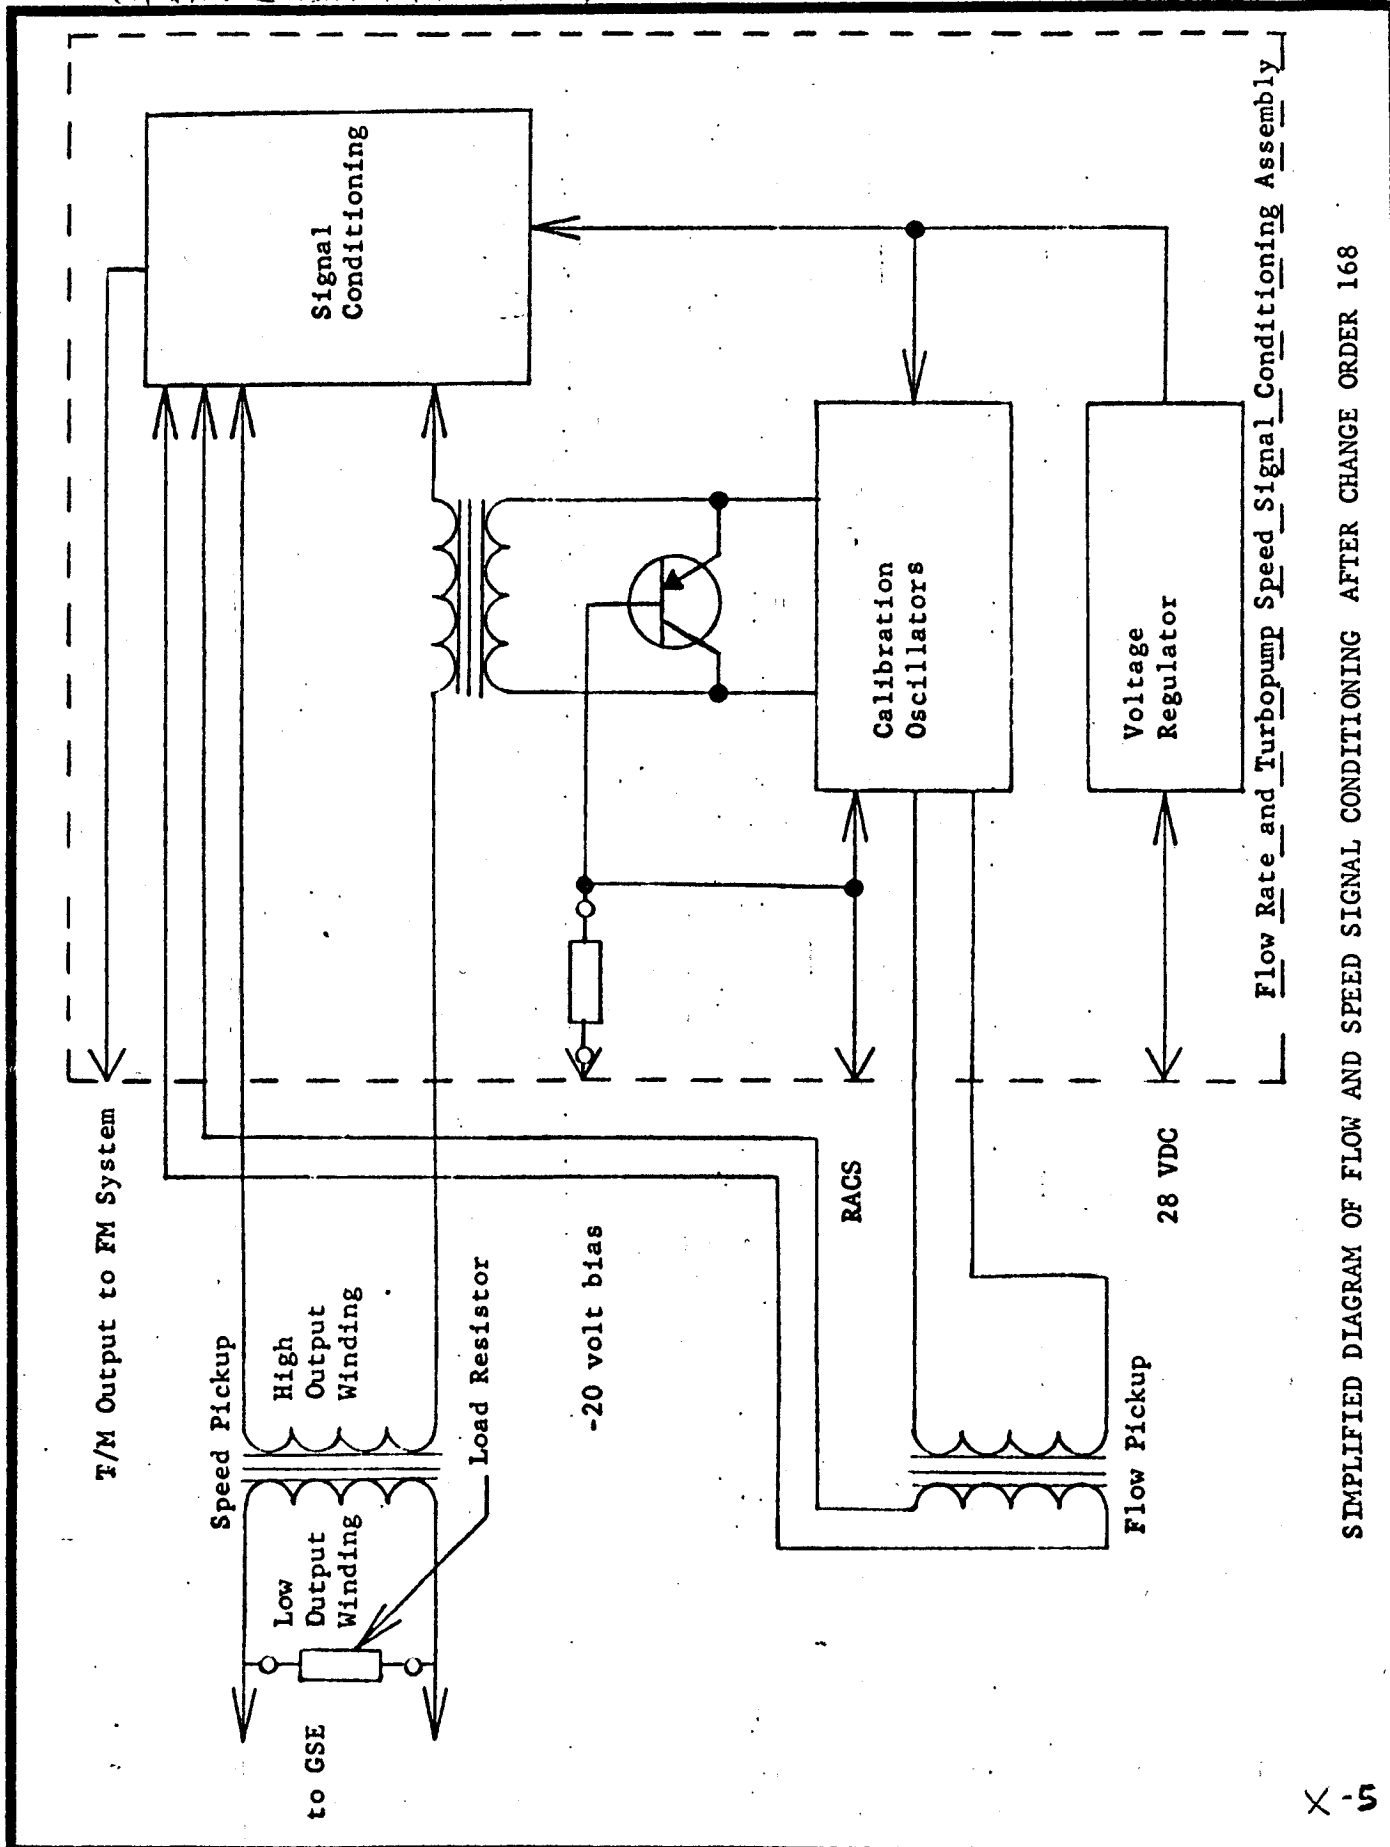 T/M Output to FM System
Speed Pickup
High
Output
Winding
Low
Output
Winding
Load Resistor
to GSE
-20 volt bias
RACS
28 VDC
Flow Pickup
Signal
Conditioning
Calibration
Oscillators
Voltage
Regulator
Flow Rate and Turbopump Speed Signal Conditioning Assembly
SIMPLIFIED DIAGRAM OF FLOW AND SPEED SIGNAL CONDITIONING AFTER CHANGE ORDER 168
X-5